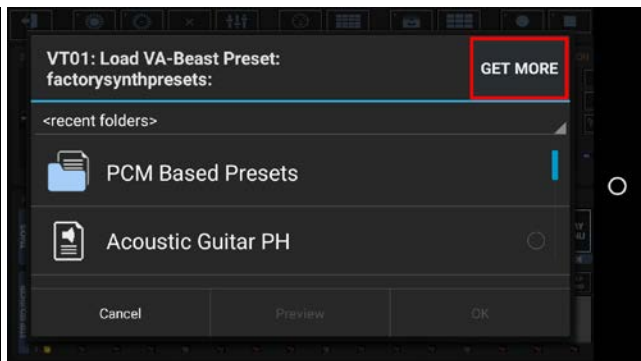 VT01: Load VA-Beast Preset:
factorysynthpresets:
GET MORE
<recent folders>
PCM Based Presets
Acoustic Guitar PH
Cancel
Preview
OK